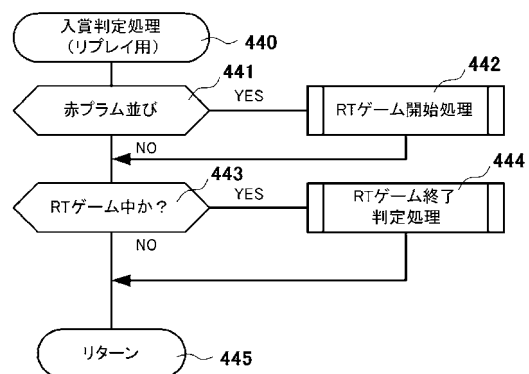 入賞判定処理
(リプレイ用)
440
441
赤プラム並び
YES
442
RTゲーム開始処理
NO
443
RTゲーム中か？
YES
444
RTゲーム終了
判定処理
NO
リターン
445